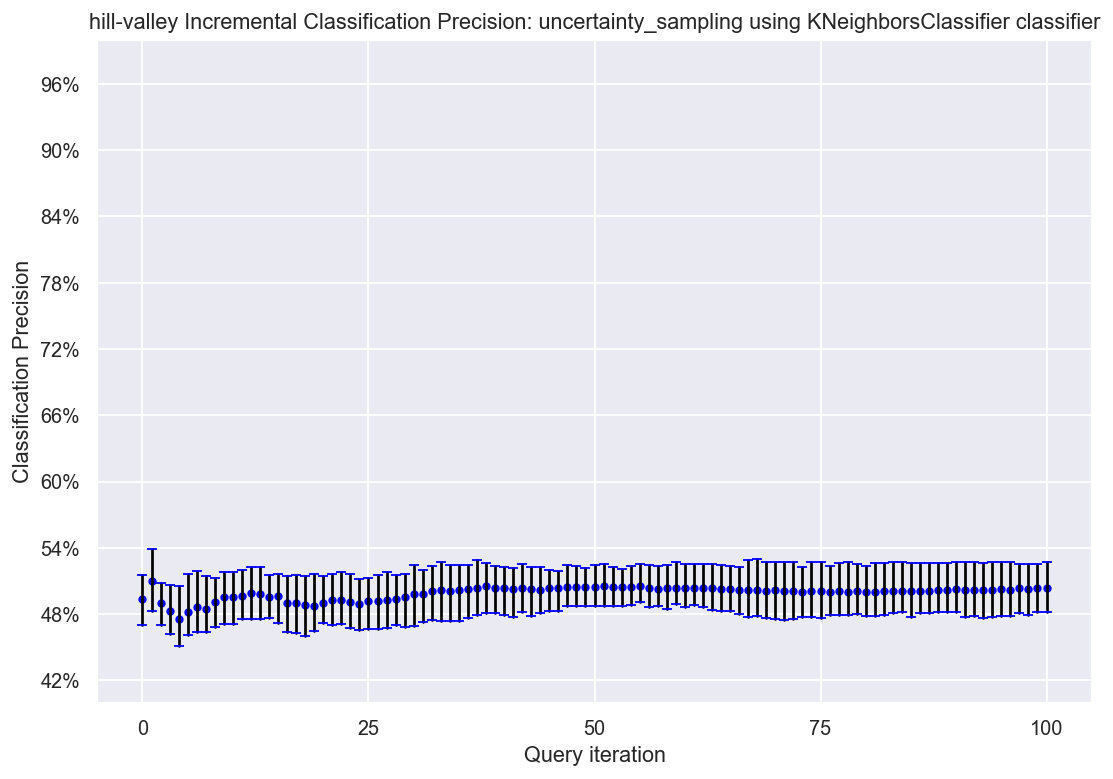 hill-valley Incremental Classification Precision: uncertainty_sampling using KNeighborsClassifier classifier
96%
90%
84%
78%
72%
66%
60%
54%
48%
42%
Classification Precision
0 25 50 75 100
Query iteration